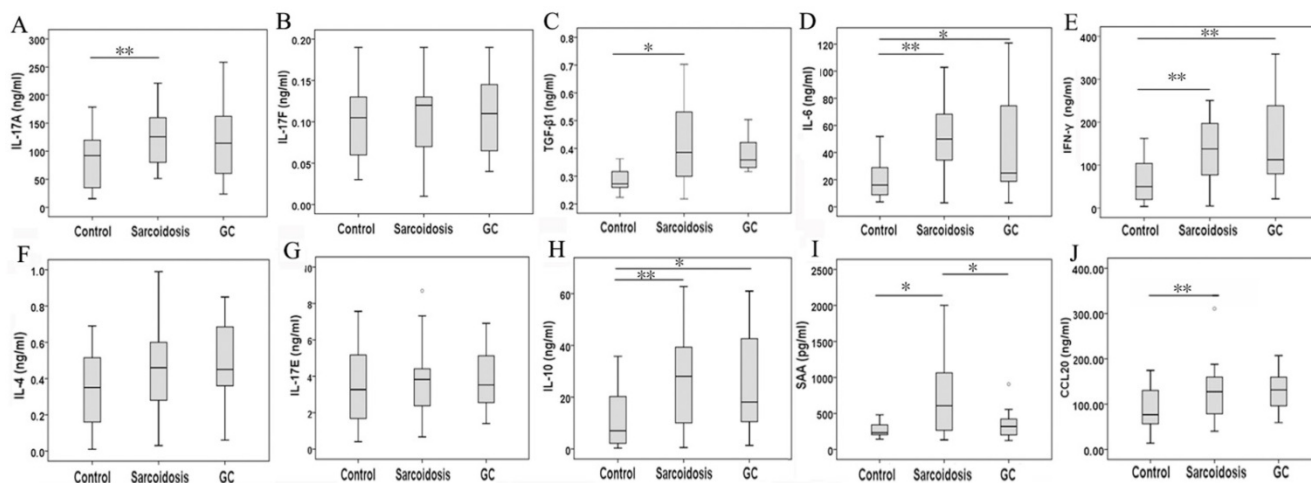 A
IL-17A (ng/ml)
300
250
200
150
100
50
0
**
Control Sarcoidosis GC
B
IL-17F (ng/ml)
0.20
0.15
0.10
0.05
0.00
Control Sarcoidosis GC
C
TGF-β1 (ng/ml)
0.8
0.6
0.4
0.3
0.2
*
Control Sarcoidosis GC
D
IL-6 (ng/ml)
120
100
80
60
40
20
0
*
**
Control Sarcoidosis GC
E
IFN-γ (ng/ml)
400
300
200
100
0
**
**
Control Sarcoidosis GC
F
IL-4 (ng/ml)
1.0
0.8
0.6
0.4
0.2
0.0
Control Sarcoidosis GC
G
IL-17E (ng/ml)
10
8
6
4
2
0
Control Sarcoidosis GC
H
IL-10 (ng/ml)
60
40
20
0
*
**
Control Sarcoidosis GC
I
SAA (pg/ml)
2500
2000
1500
1000
500
0
*
*
Control Sarcoidosis GC
J
CCL20 (ng/ml)
400.00
300.00
200.00
100.00
00.00
**
Control Sarcoidosis GC